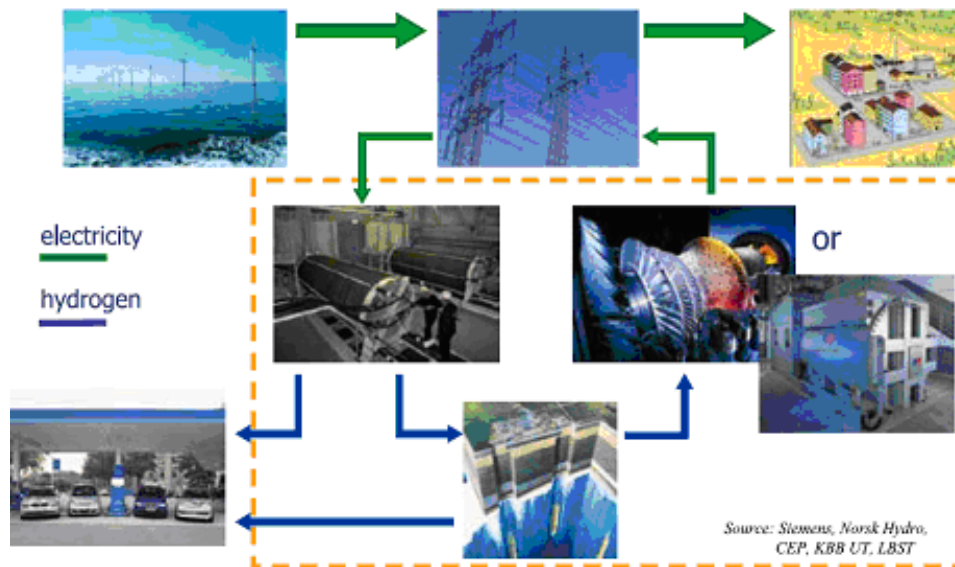 or
electricity
hydrogen
Source: Siemens, Norsk Hydro,
CEP, KBB UT, LBST